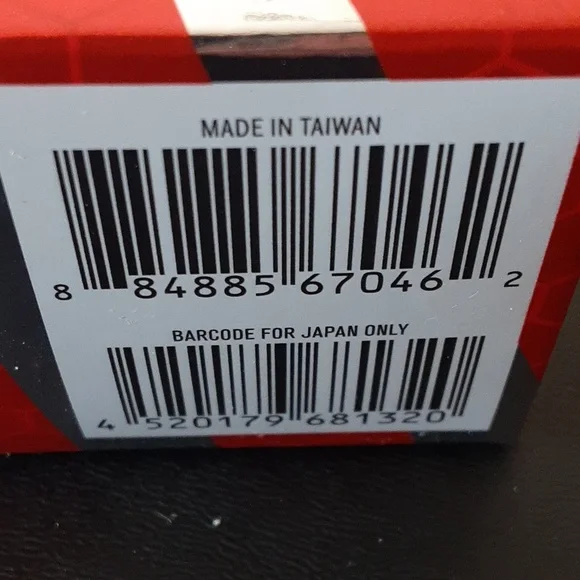 MADE IN TAIWAN
8 84885 67046 2
BARCODE FOR JAPAN ONLY
4 520179 681320